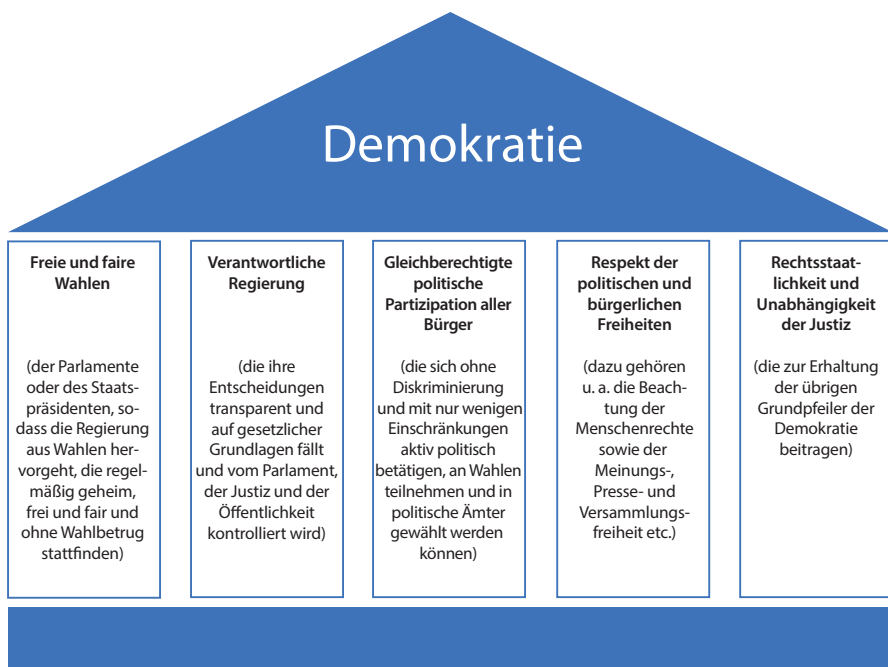 Demokratie
Freie und faire
Wahlen
(der Parlamente
oder des Staats-
präsidenten, so-
dass die Regierung
aus Wahlen her-
vorgeht, die regel-
mäßig geheim,
frei und fair und
ohne Wahlbetrug
stattfinden)
Verantwortliche
Regierung
(die ihre
Entscheidungen
transparent und
auf gesetzlicher
Grundlagen fällt
und vom Parlament,
der Justiz und der
Öffentlichkeit
kontrolliert wird)
Gleichberechtigte
politische
Partizipation aller
Bürger
(die sich ohne
Diskriminierung
und mit nur wenigen
Einschränkungen
aktiv politisch
betätigen, an Wahlen
teilnehmen und in
politische Ämter
gewählt werden
können)
Respekt der
politischen und
bürgerlichen
Freiheiten
(dazu gehören
u. a. die Beach-
tung der
Menschenrechte
sowie der
Meinungs-,
Presse- und
Versammlungs-
freiheit etc.)
Rechtsstaat-
lichkeit und
Unabhängigkeit
der Justiz
(die zur Erhaltung
der übrigen
Grundpfeiler der
Demokratie
beitragen)